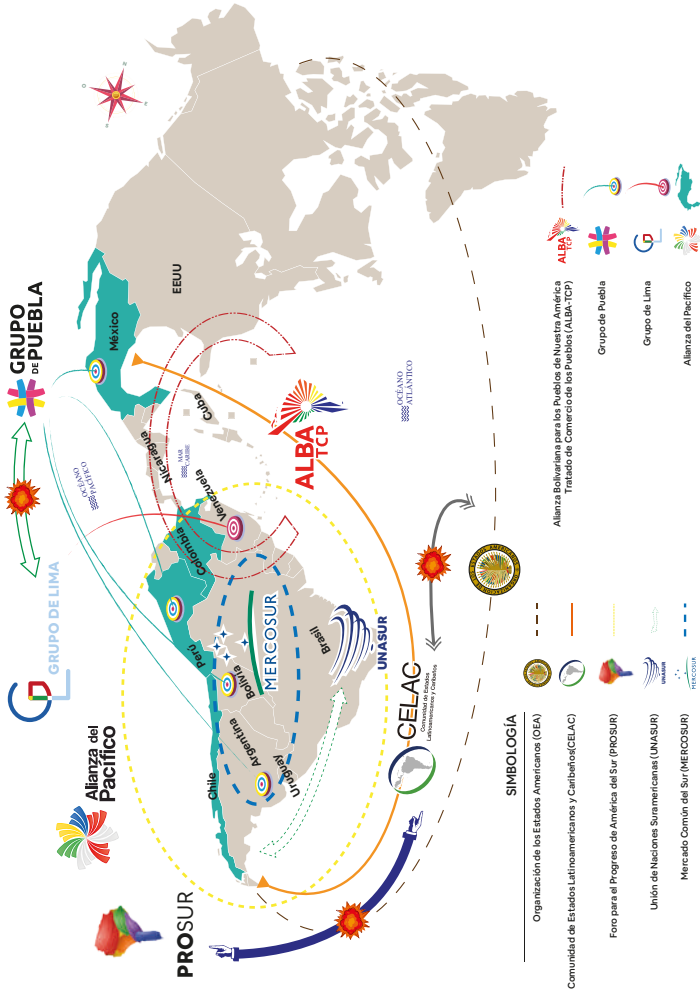 GRUPO
DE PUEBLA
GRUPO DE LIMA
Alianza del
Pacífico
PROSUR
N
O
E
S
OCÉANO
PACÍFICO
México
EEUU
Nicaragua
MAR
CARIBE
Cuba
Venezuela
Colombia
Perú
Bolivia
Chile
Argentina
Uruguay
Brasil
MERCOSUR
UNASUR
ALBA
TCP
OCÉANO
ATLÁNTICO
CELAC
Comunidad de Estados
Latinoamericanos y Caribeños
SIMBOLOGÍA
Organización de los Estados Americanos (OEA)
Comunidad de Estados Latinoamericanos y Caribeños(CELAC)
Foro para el Progreso de América del Sur (PROSUR)
Unión de Naciones Suramericanas (UNASUR)
UNASUR
Mercado Común del Sur (MERCOSUR)
MERCOSUR
Alianza Bolivariana para los Pueblos de Nuestra América
Tratado de Comercio de los Pueblos (ALBA-TCP)
ALBA
TCP
Grupo de Puebla
Grupo de Lima
Alianza del Pacífico